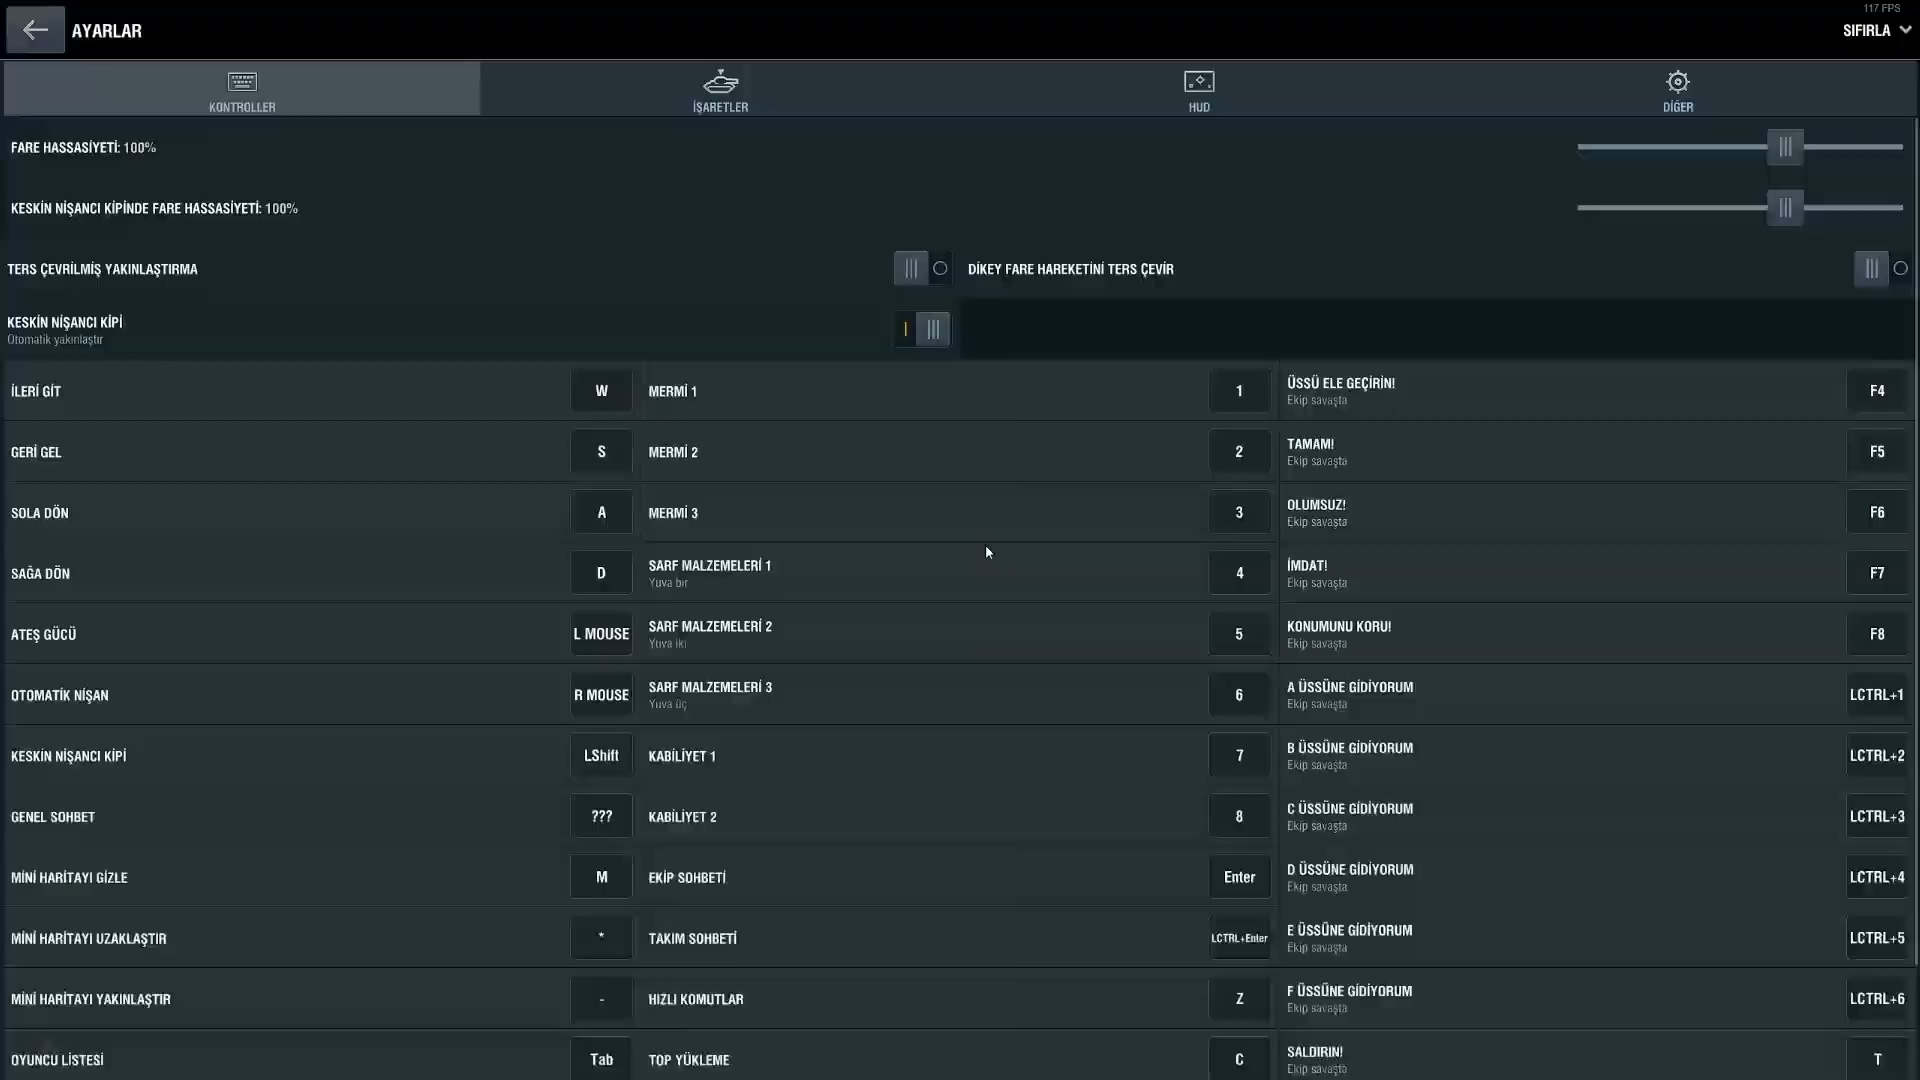 117 FPS
AYARLAR
SIFIRLA
KONTROLLER
İŞARETLER
HUD
DİĞER
FARE HASSASİYETİ: 100%
KESKİN NİŞANCI KİPİNDE FARE HASSASİYETİ: 100%
TERS ÇEVRİLMİŞ YAKINLAŞTIRMA
DİKEY FARE HAREKETİNİ TERS ÇEVİR
KESKİN NİŞANCI KİPİ
Otomatik yakınlaştır
İLERİ GİT
W
MERMİ 1
1
ÜSSÜ ELE GEÇİRİN!
Ekip savaşta
F4
GERİ GEL
S
MERMİ 2
2
TAMAM!
Ekip savaşta
F5
SOLA DÖN
A
MERMİ 3
3
OLUMSUZ!
Ekip savaşta
F6
SAĞA DÖN
D
SARF MALZEMELERİ 1
Yuva bir
4
İMDAT!
Ekip savaşta
F7
ATEŞ GÜCÜ
L MOUSE
SARF MALZEMELERİ 2
Yuva iki
5
KONUMUNU KORU!
Ekip savaşta
F8
OTOMATİK NİŞAN
R MOUSE
SARF MALZEMELERİ 3
Yuva üç
6
A ÜSSÜNE GİDİYORUM
Ekip savaşta
LCTRL+1
KESKİN NİŞANCI KİPİ
LShift
KABİLİYET 1
7
B ÜSSÜNE GİDİYORUM
Ekip savaşta
LCTRL+2
GENEL SOHBET
???
KABİLİYET 2
8
C ÜSSÜNE GİDİYORUM
Ekip savaşta
LCTRL+3
MİNİ HARİTAYI GİZLE
M
EKİP SOHBETİ
Enter
D ÜSSÜNE GİDİYORUM
Ekip savaşta
LCTRL+4
MİNİ HARİTAYI UZAKLAŞTIR
*
TAKIM SOHBETİ
LCTRL+Enter
E ÜSSÜNE GİDİYORUM
Ekip savaşta
LCTRL+5
MİNİ HARİTAYI YAKINLAŞTIR
-
HIZLI KOMUTLAR
Z
F ÜSSÜNE GİDİYORUM
Ekip savaşta
LCTRL+6
OYUNCU LİSTESİ
Tab
TOP YÜKLEME
C
SALDIRIN!
Ekip savaşta
T